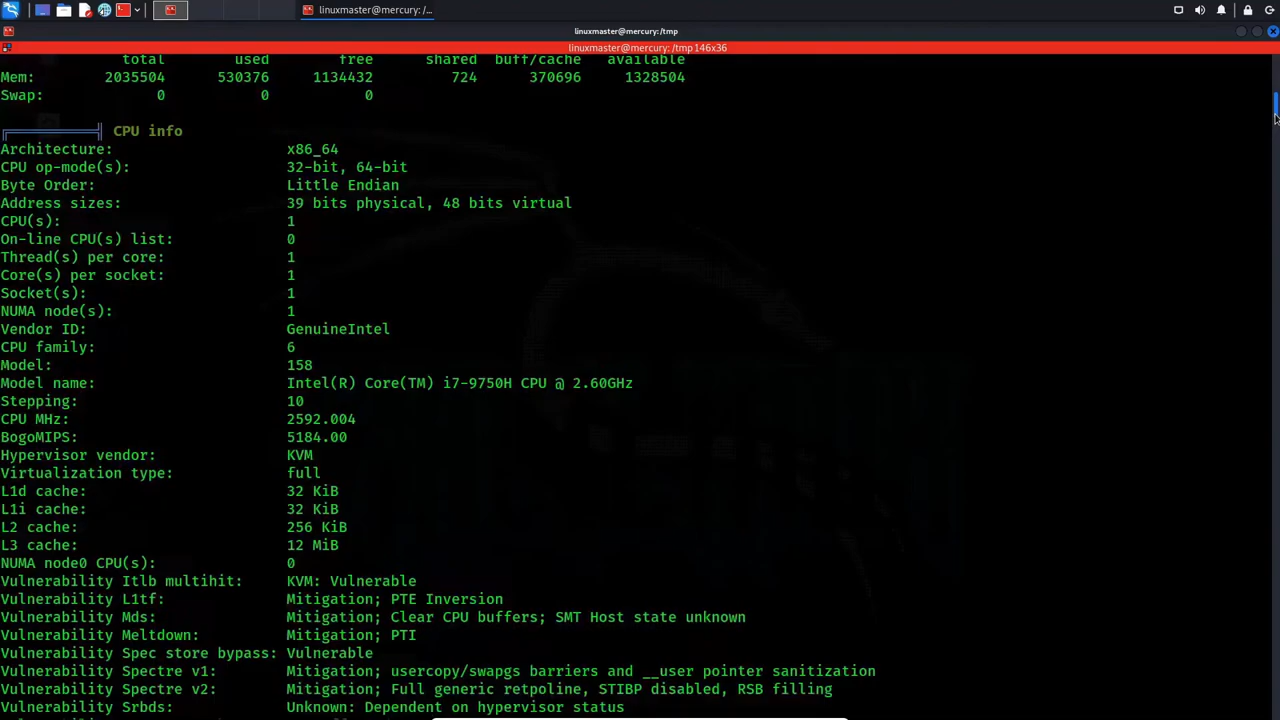 linuxmaster@mercury: /...
linuxmaster@mercury: /tmp
linuxmaster@mercury: /tmp 146x36
total used free shared buff/cache available
Mem: 2035504 530376 1134432 724 370696 1328504
Swap: 0 0 0
CPU info
Architecture: x86_64
CPU op-mode(s): 32-bit, 64-bit
Byte Order: Little Endian
Address sizes: 39 bits physical, 48 bits virtual
CPU(s): 1
On-line CPU(s) list: 0
Thread(s) per core: 1
Core(s) per socket: 1
Socket(s): 1
NUMA node(s): 1
Vendor ID: GenuineIntel
CPU family: 6
Model: 158
Model name: Intel(R) Core(TM) i7-9750H CPU @ 2.60GHz
Stepping: 10
CPU MHz: 2592.004
BogoMIPS: 5184.00
Hypervisor vendor: KVM
Virtualization type: full
L1d cache: 32 KiB
L1i cache: 32 KiB
L2 cache: 256 KiB
L3 cache: 12 MiB
NUMA node0 CPU(s): 0
Vulnerability Itlb multihit: KVM: Vulnerable
Vulnerability L1tf: Mitigation; PTE Inversion
Vulnerability Mds: Mitigation; Clear CPU buffers; SMT Host state unknown
Vulnerability Meltdown: Mitigation; PTI
Vulnerability Spec store bypass: Vulnerable
Vulnerability Spectre v1: Mitigation; usercopy/swapgs barriers and __user pointer sanitization
Vulnerability Spectre v2: Mitigation; Full generic retpoline, STIBP disabled, RSB filling
Vulnerability Srbds: Unknown: Dependent on hypervisor status